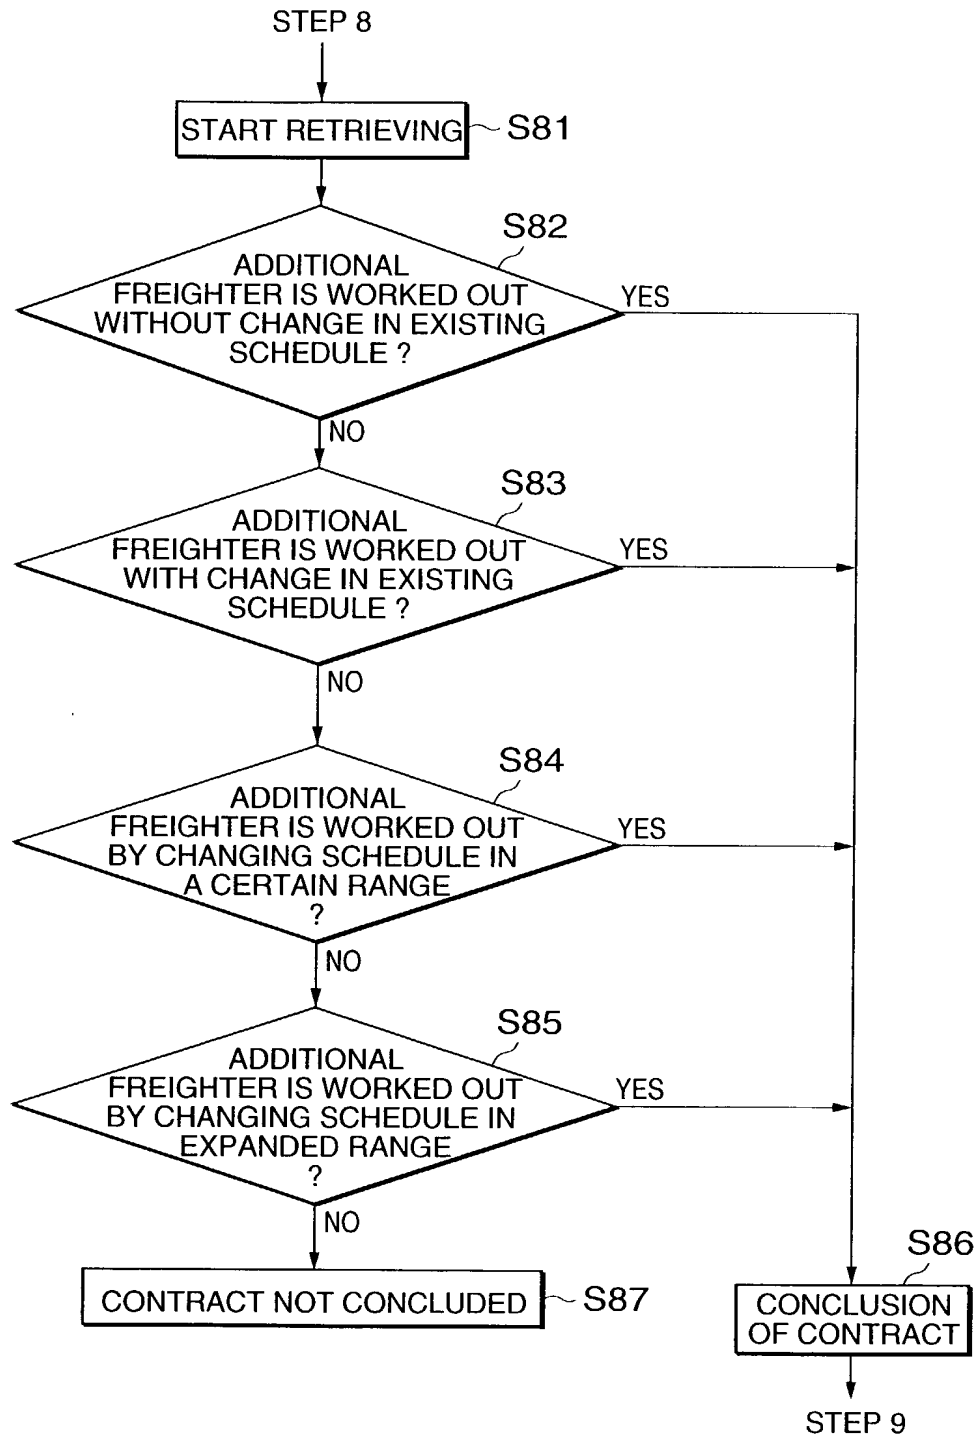 STEP 8
START RETRIEVING
S81
S82
ADDITIONAL
FREIGHTER IS WORKED OUT
WITHOUT CHANGE IN EXISTING
SCHEDULE ?
YES
NO
S83
ADDITIONAL
FREIGHTER IS WORKED OUT
WITH CHANGE IN EXISTING
SCHEDULE ?
YES
NO
S84
ADDITIONAL
FREIGHTER IS WORKED OUT
BY CHANGING SCHEDULE IN
A CERTAIN RANGE
?
YES
NO
S85
ADDITIONAL
FREIGHTER IS WORKED OUT
BY CHANGING SCHEDULE IN
EXPANDED RANGE
?
YES
NO
CONTRACT NOT CONCLUDED
S87
S86
CONCLUSION
OF CONTRACT
STEP 9